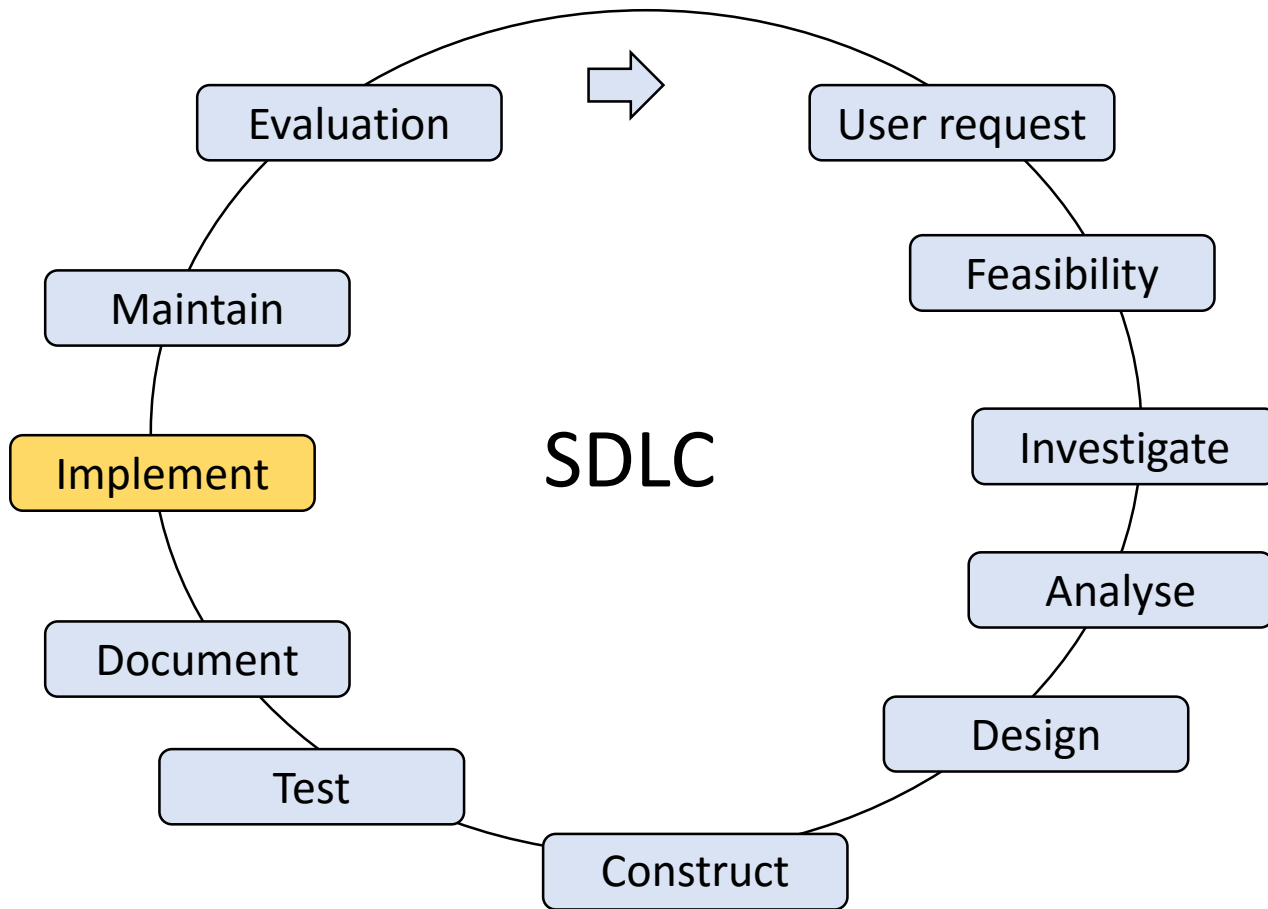 Evaluation
User request
Feasibility
Investigate
Analyse
Design
Construct
Test
Document
Implement
Maintain
SDLC